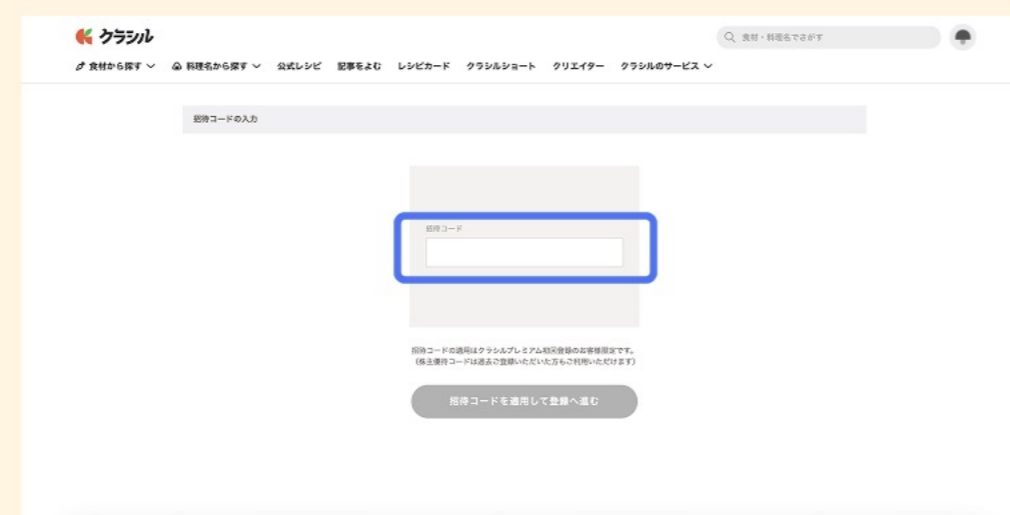 クラシル
食材・料理名でさがす
食材から探す 料理名から探す 公式レシピ 記事をよむ レシピカード クラシルショート クリエイター クラシルのサービス
招待コードの入力
招待コード
招待コードの適用はクラシルプレミアム初回登録のお客様限定です。
（株主優待コードは過去ご登録いただいた方もご利用いただけます）
招待コードを適用して登録へ進む